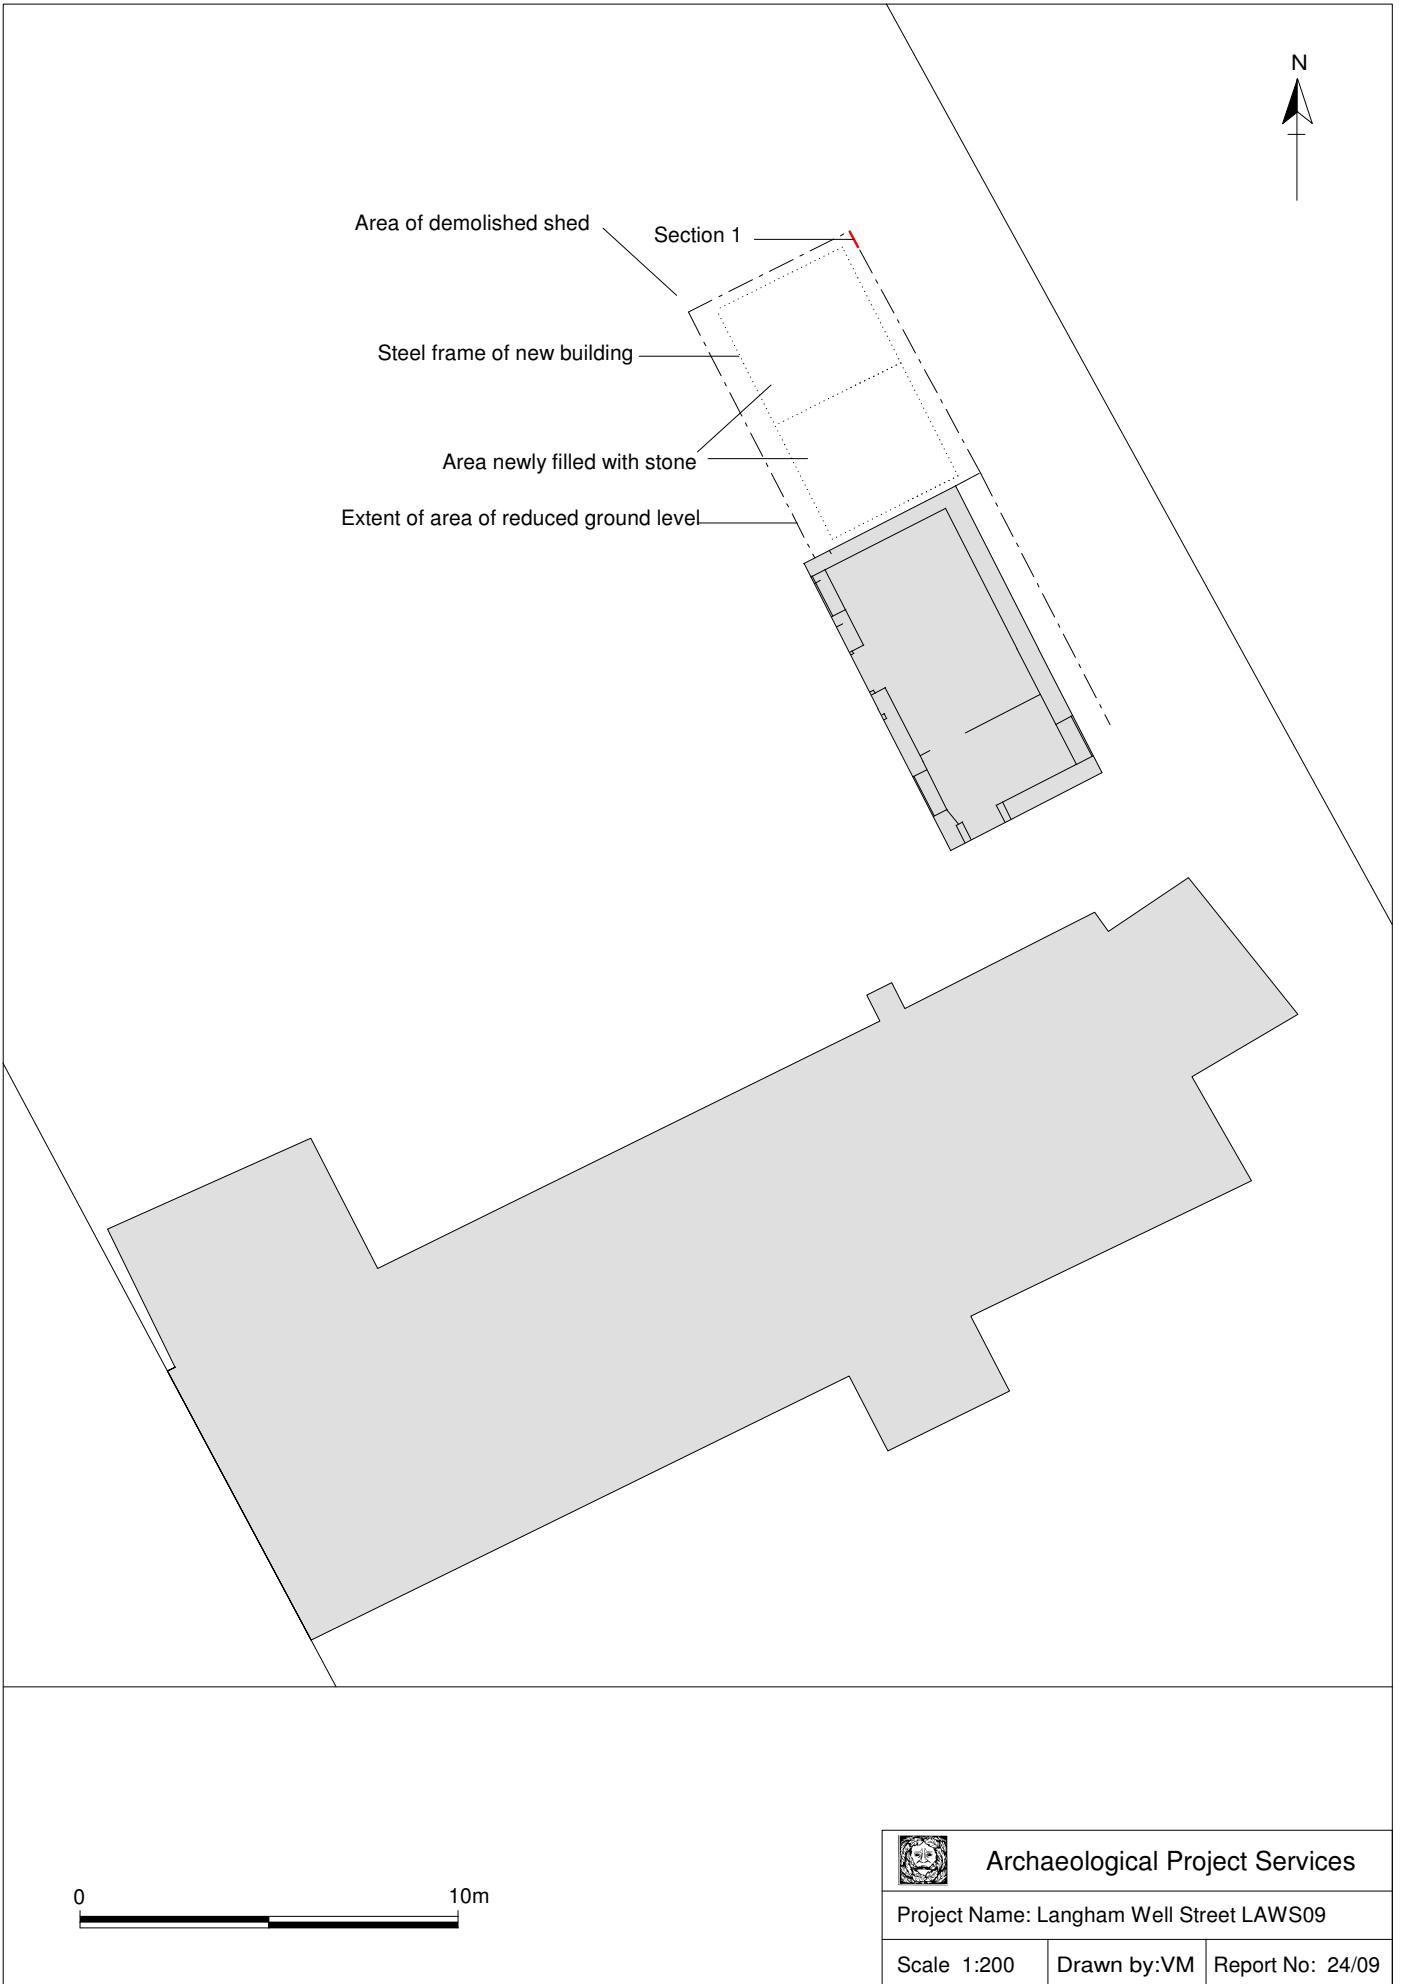 N
Area of demolished shed
Section 1
Steel frame of new building
Area newly filled with stone
Extent of area of reduced ground level
0
10m
Archaeological Project Services
Project Name: Langham Well Street LAWS09
Scale 1:200
Drawn by:VM
Report No: 24/09